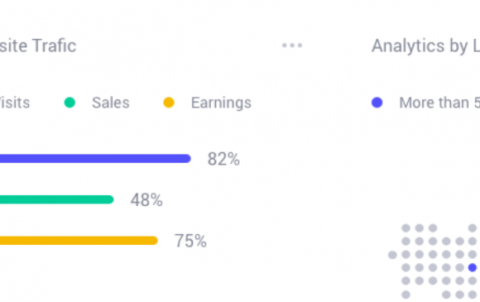 site Trafic
Analytics by L
isits
Sales
Earnings
More than 5
82%
48%
75%